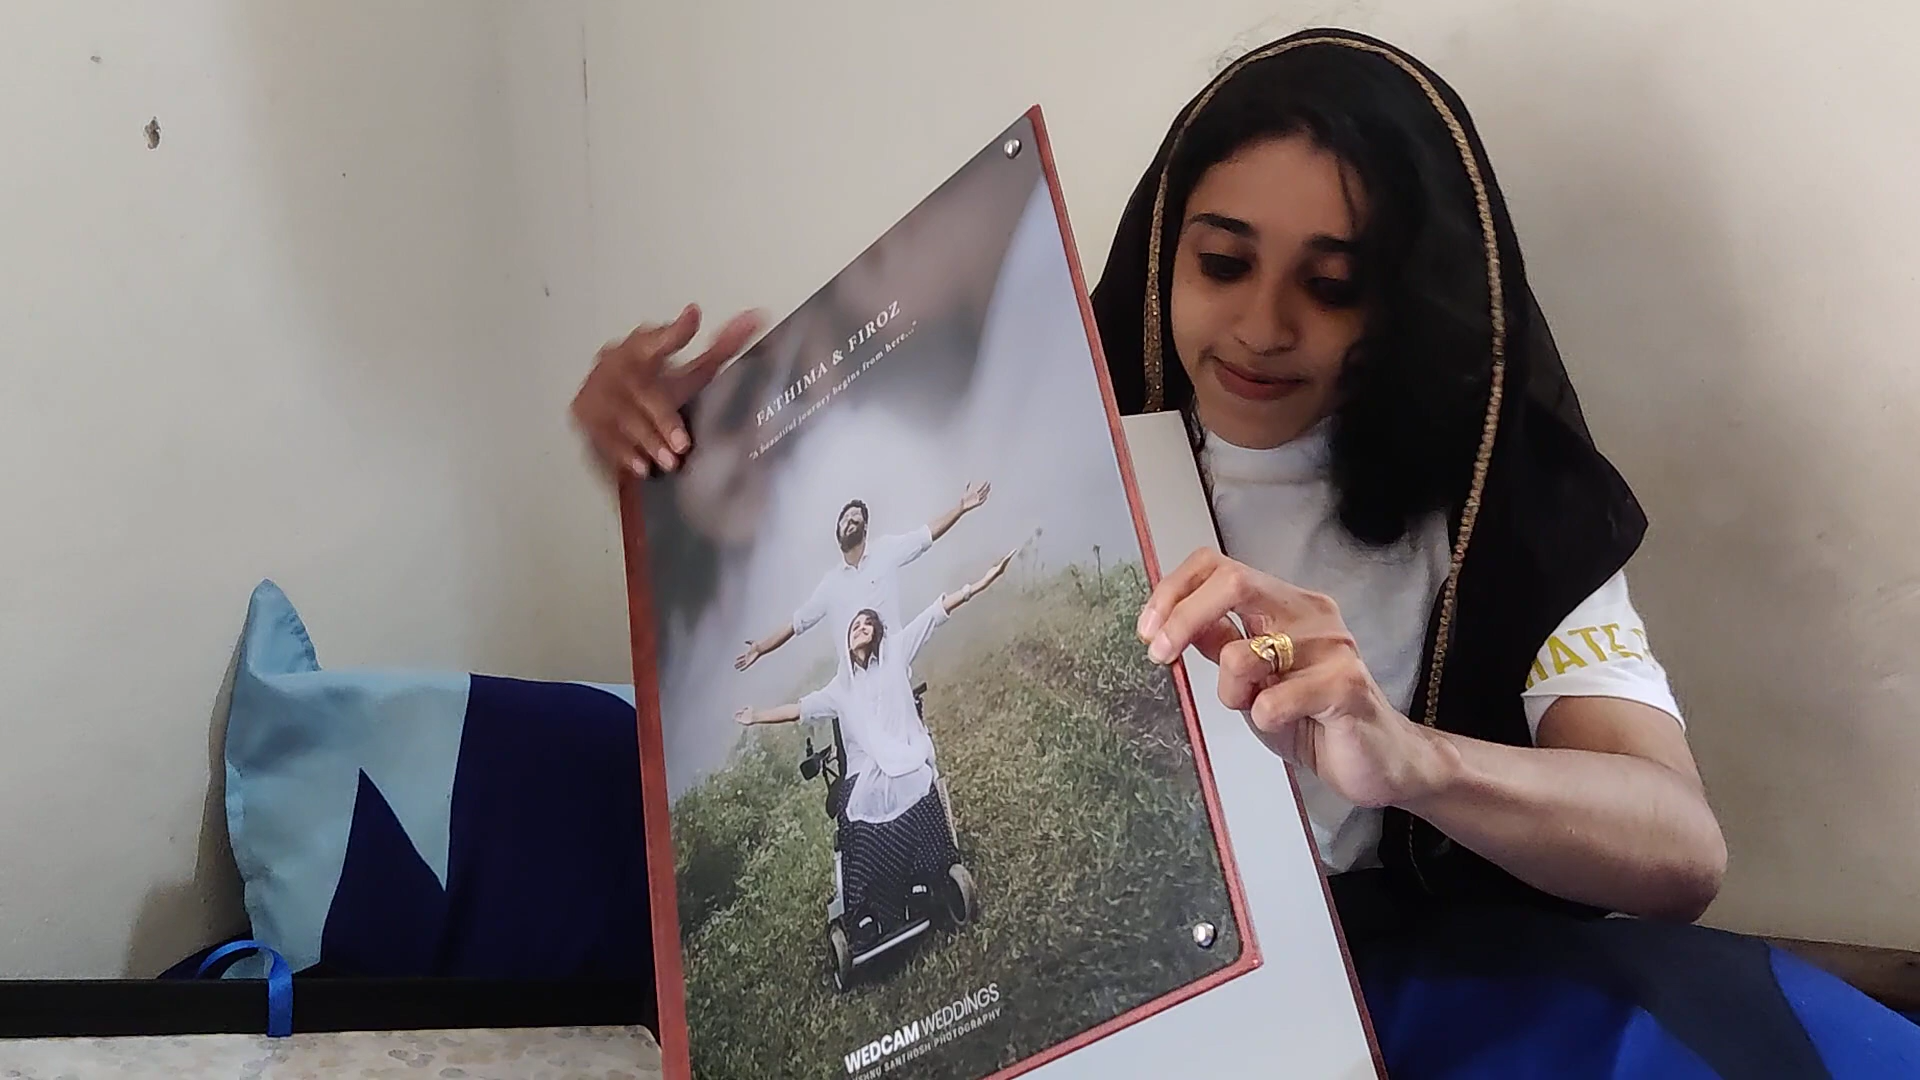 FATHIMA & FIROZ
"A beautiful journey begins from here..."
WEDCAM WEDDINGS
SANTHOSH PHOTOGRAPHY